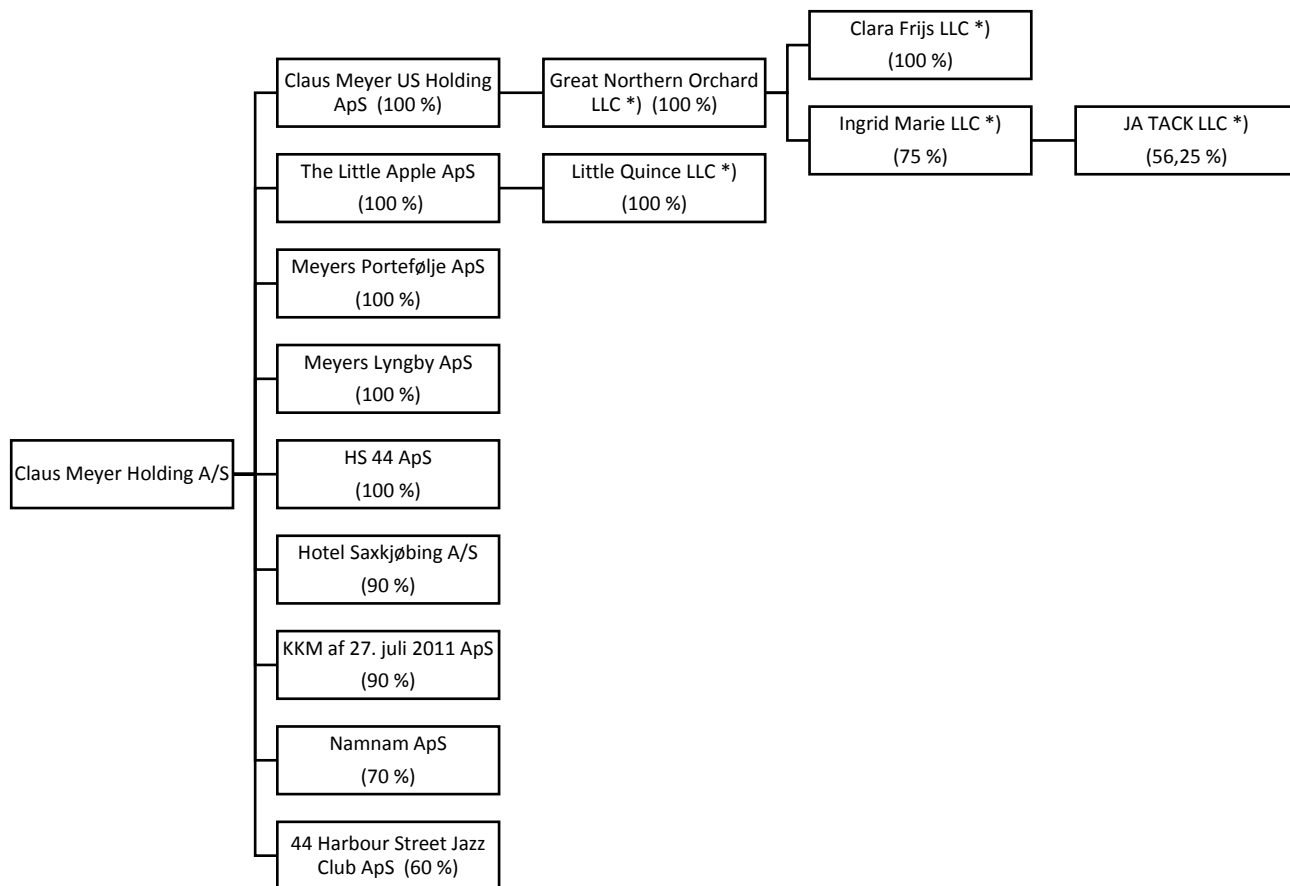 Clara Frijs LLC *)
(100 %)
Claus Meyer US Holding
ApS (100 %)
Great Northern Orchard
LLC *) (100 %)
Ingrid Marie LLC *)
(75 %)
JA TACK LLC *)
(56,25 %)
The Little Apple ApS
(100 %)
Little Quince LLC *)
(100 %)
Meyers Portefølje ApS
(100 %)
Meyers Lyngby ApS
(100 %)
Claus Meyer Holding A/S
HS 44 ApS
(100 %)
Hotel Saxkjøbing A/S
(90 %)
KKM af 27. juli 2011 ApS
(90 %)
Namnam ApS
(70 %)
44 Harbour Street Jazz
Club ApS (60 %)